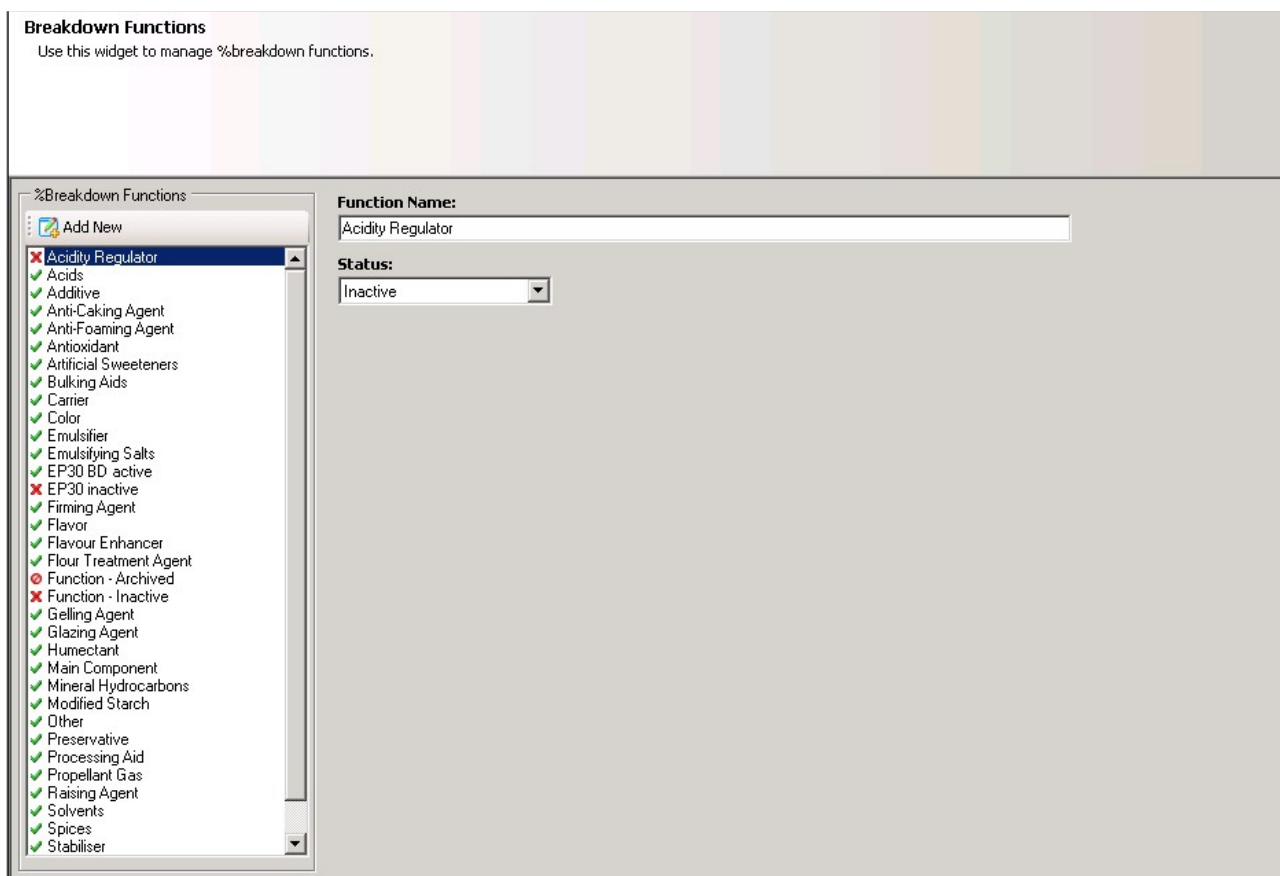 Breakdown Functions
Use this widget to manage %breakdown functions.
%Breakdown Functions
Add New
Acidity Regulator
Acids
Additive
Anti-Caking Agent
Anti-Foaming Agent
Antioxidant
Artificial Sweeteners
Bulking Aids
Carrier
Color
Emulsifier
Emulsifying Salts
EP30 BD active
EP30 inactive
Firming Agent
Flavor
Flavour Enhancer
Flour Treatment Agent
Function - Archived
Function - Inactive
Gelling Agent
Glazing Agent
Humectant
Main Component
Mineral Hydrocarbons
Modified Starch
Other
Preservative
Processing Aid
Propellant Gas
Raising Agent
Solvents
Spices
Stabiliser
Function Name:
Acidity Regulator
Status:
Inactive